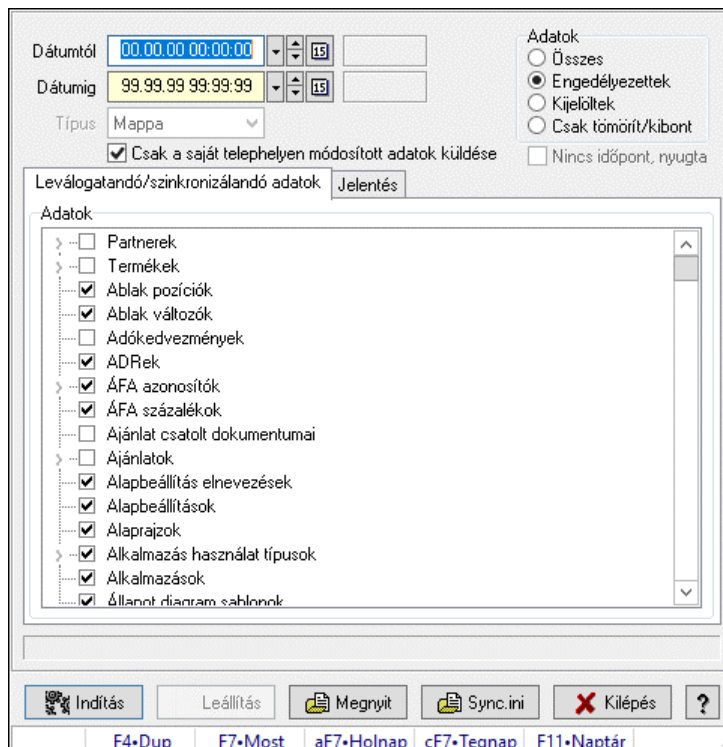 Dátumtól 00.00.00 00:00:00 15
Dátumig 99.99.99 99:99:99 15
Típus Mappa
Csak a saját telephelyen módosított adatok küldése
Adatok
Összes
Engedélyezettek
Kijelöltek
Csak tömörít/kibont
Nincs időpont, nyugta
Leválogatandó/szinkronizálandó adatok Jelentés
Adatok
Partnerek
Termékek
Ablak pozíciók
Ablak változók
Adókedvezmények
ADRek
ÁFA azonosítók
ÁFA százalékok
Ajánlat csatolt dokumentumai
Ajánlatok
Alapbeállítás elnevezések
Alapbeállítások
Alaprajzok
Alkalmazás használat típusok
Alkalmazások
Állapot diagram sablonok
Indítás Leállítás Megnyit Sync.ini Kilépés ?
F4•Dup F7•Most aF7•Holnap cF7•Tegnap F11•Naptár